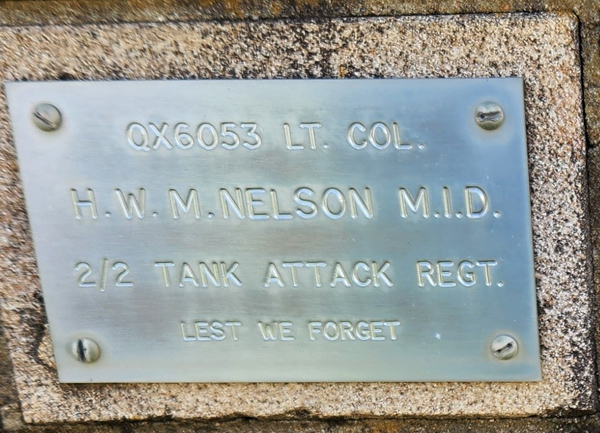 QX6053 LT. COL.
H.W.M.NELSON M.I.D.
2/2 TANK ATTACK REGT.
LEST WE FORGET